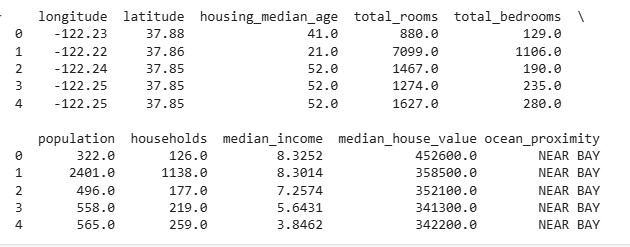 longitude latitude housing_median_age total_rooms total_bedrooms \
0 -122.23 37.88 41.0 880.0 129.0
1 -122.22 37.86 21.0 7099.0 1106.0
2 -122.24 37.85 52.0 1467.0 190.0
3 -122.25 37.85 52.0 1274.0 235.0
4 -122.25 37.85 52.0 1627.0 280.0
population households median_income median_house_value ocean_proximity
0 322.0 126.0 8.3252 452600.0 NEAR BAY
1 2401.0 1138.0 8.3014 358500.0 NEAR BAY
2 496.0 177.0 7.2574 352100.0 NEAR BAY
3 558.0 219.0 5.6431 341300.0 NEAR BAY
4 565.0 259.0 3.8462 342200.0 NEAR BAY